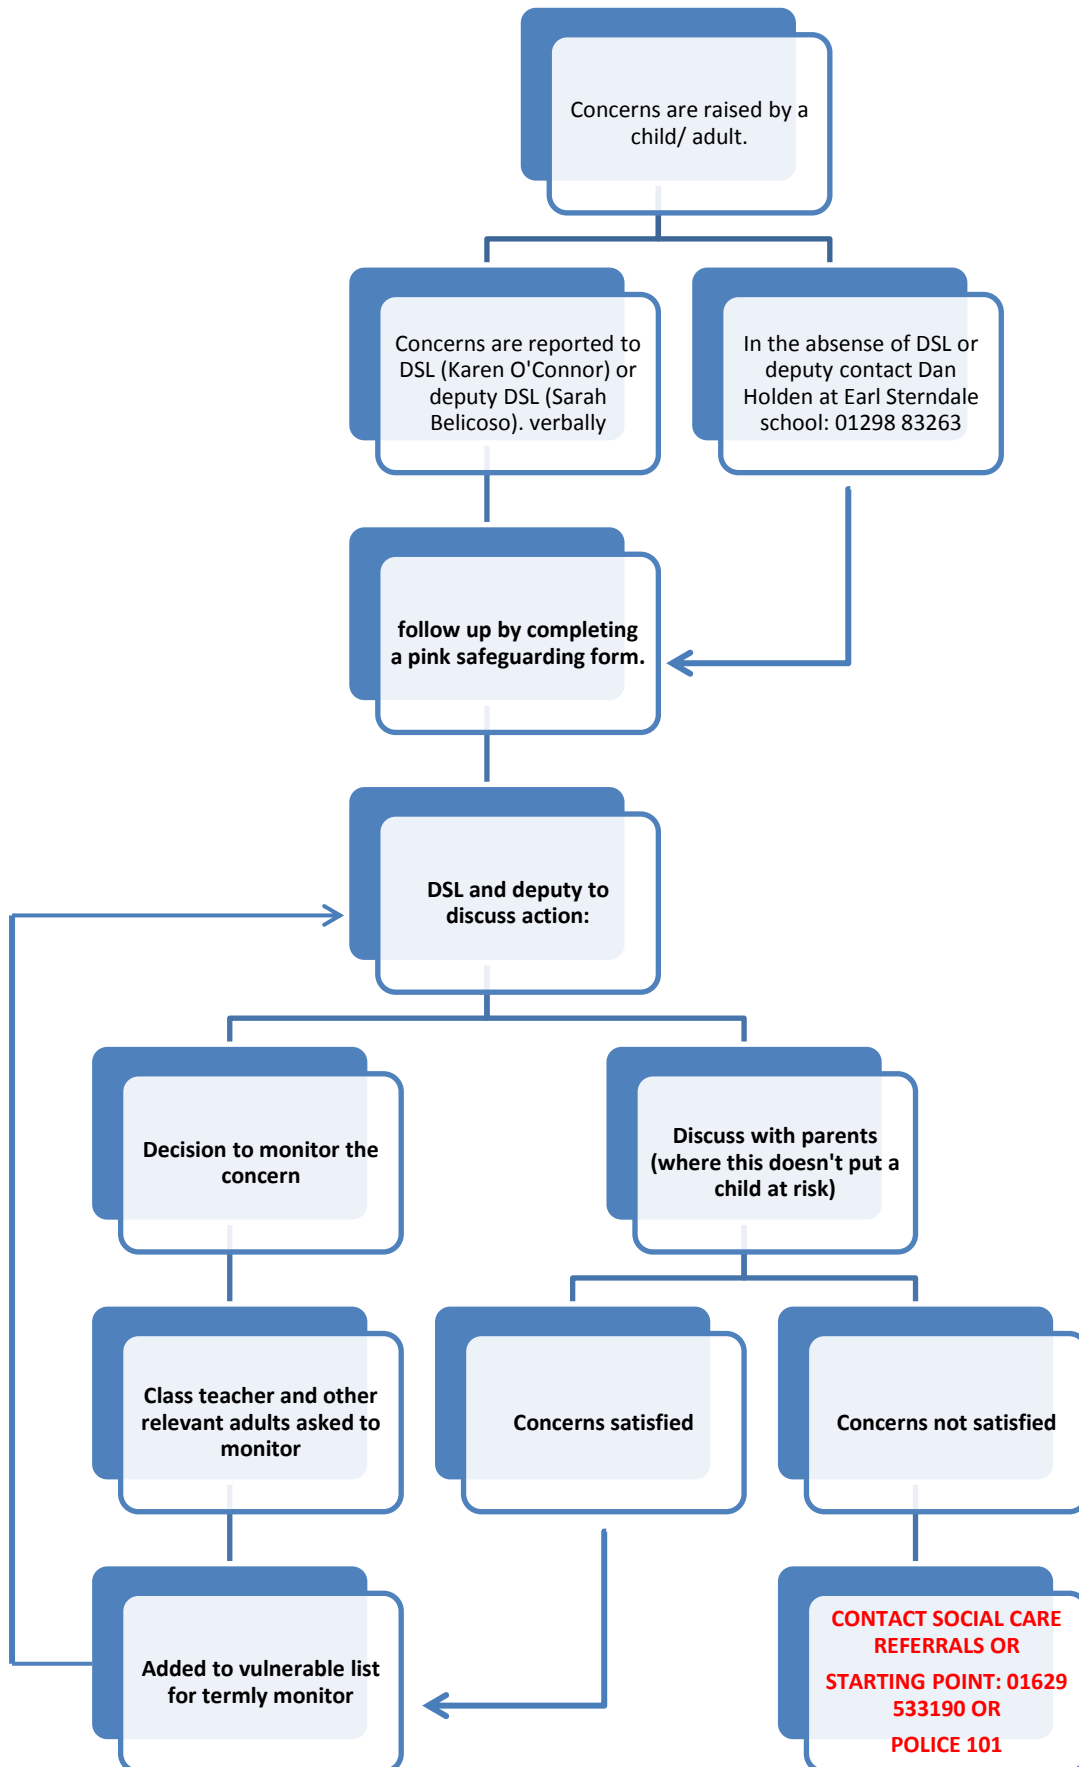 Concerns are raised by a
child/ adult.
Concerns are reported to
DSL (Karen O'Connor) or
deputy DSL (Sarah
Belicoso). verbally
In the absense of DSL or
deputy contact Dan
Holden at Earl Sterndale
school: 01298 83263
follow up by completing
a pink safeguarding form.
DSL and deputy to
discuss action:
Decision to monitor the
concern
Discuss with parents
(where this doesn't put a
child at risk)
Class teacher and other
relevant adults asked to
monitor
Concerns satisfied
Concerns not satisfied
Added to vulnerable list
for termly monitor
CONTACT SOCIAL CARE
REFERRALS OR
STARTING POINT: 01629
533190 OR
POLICE 101